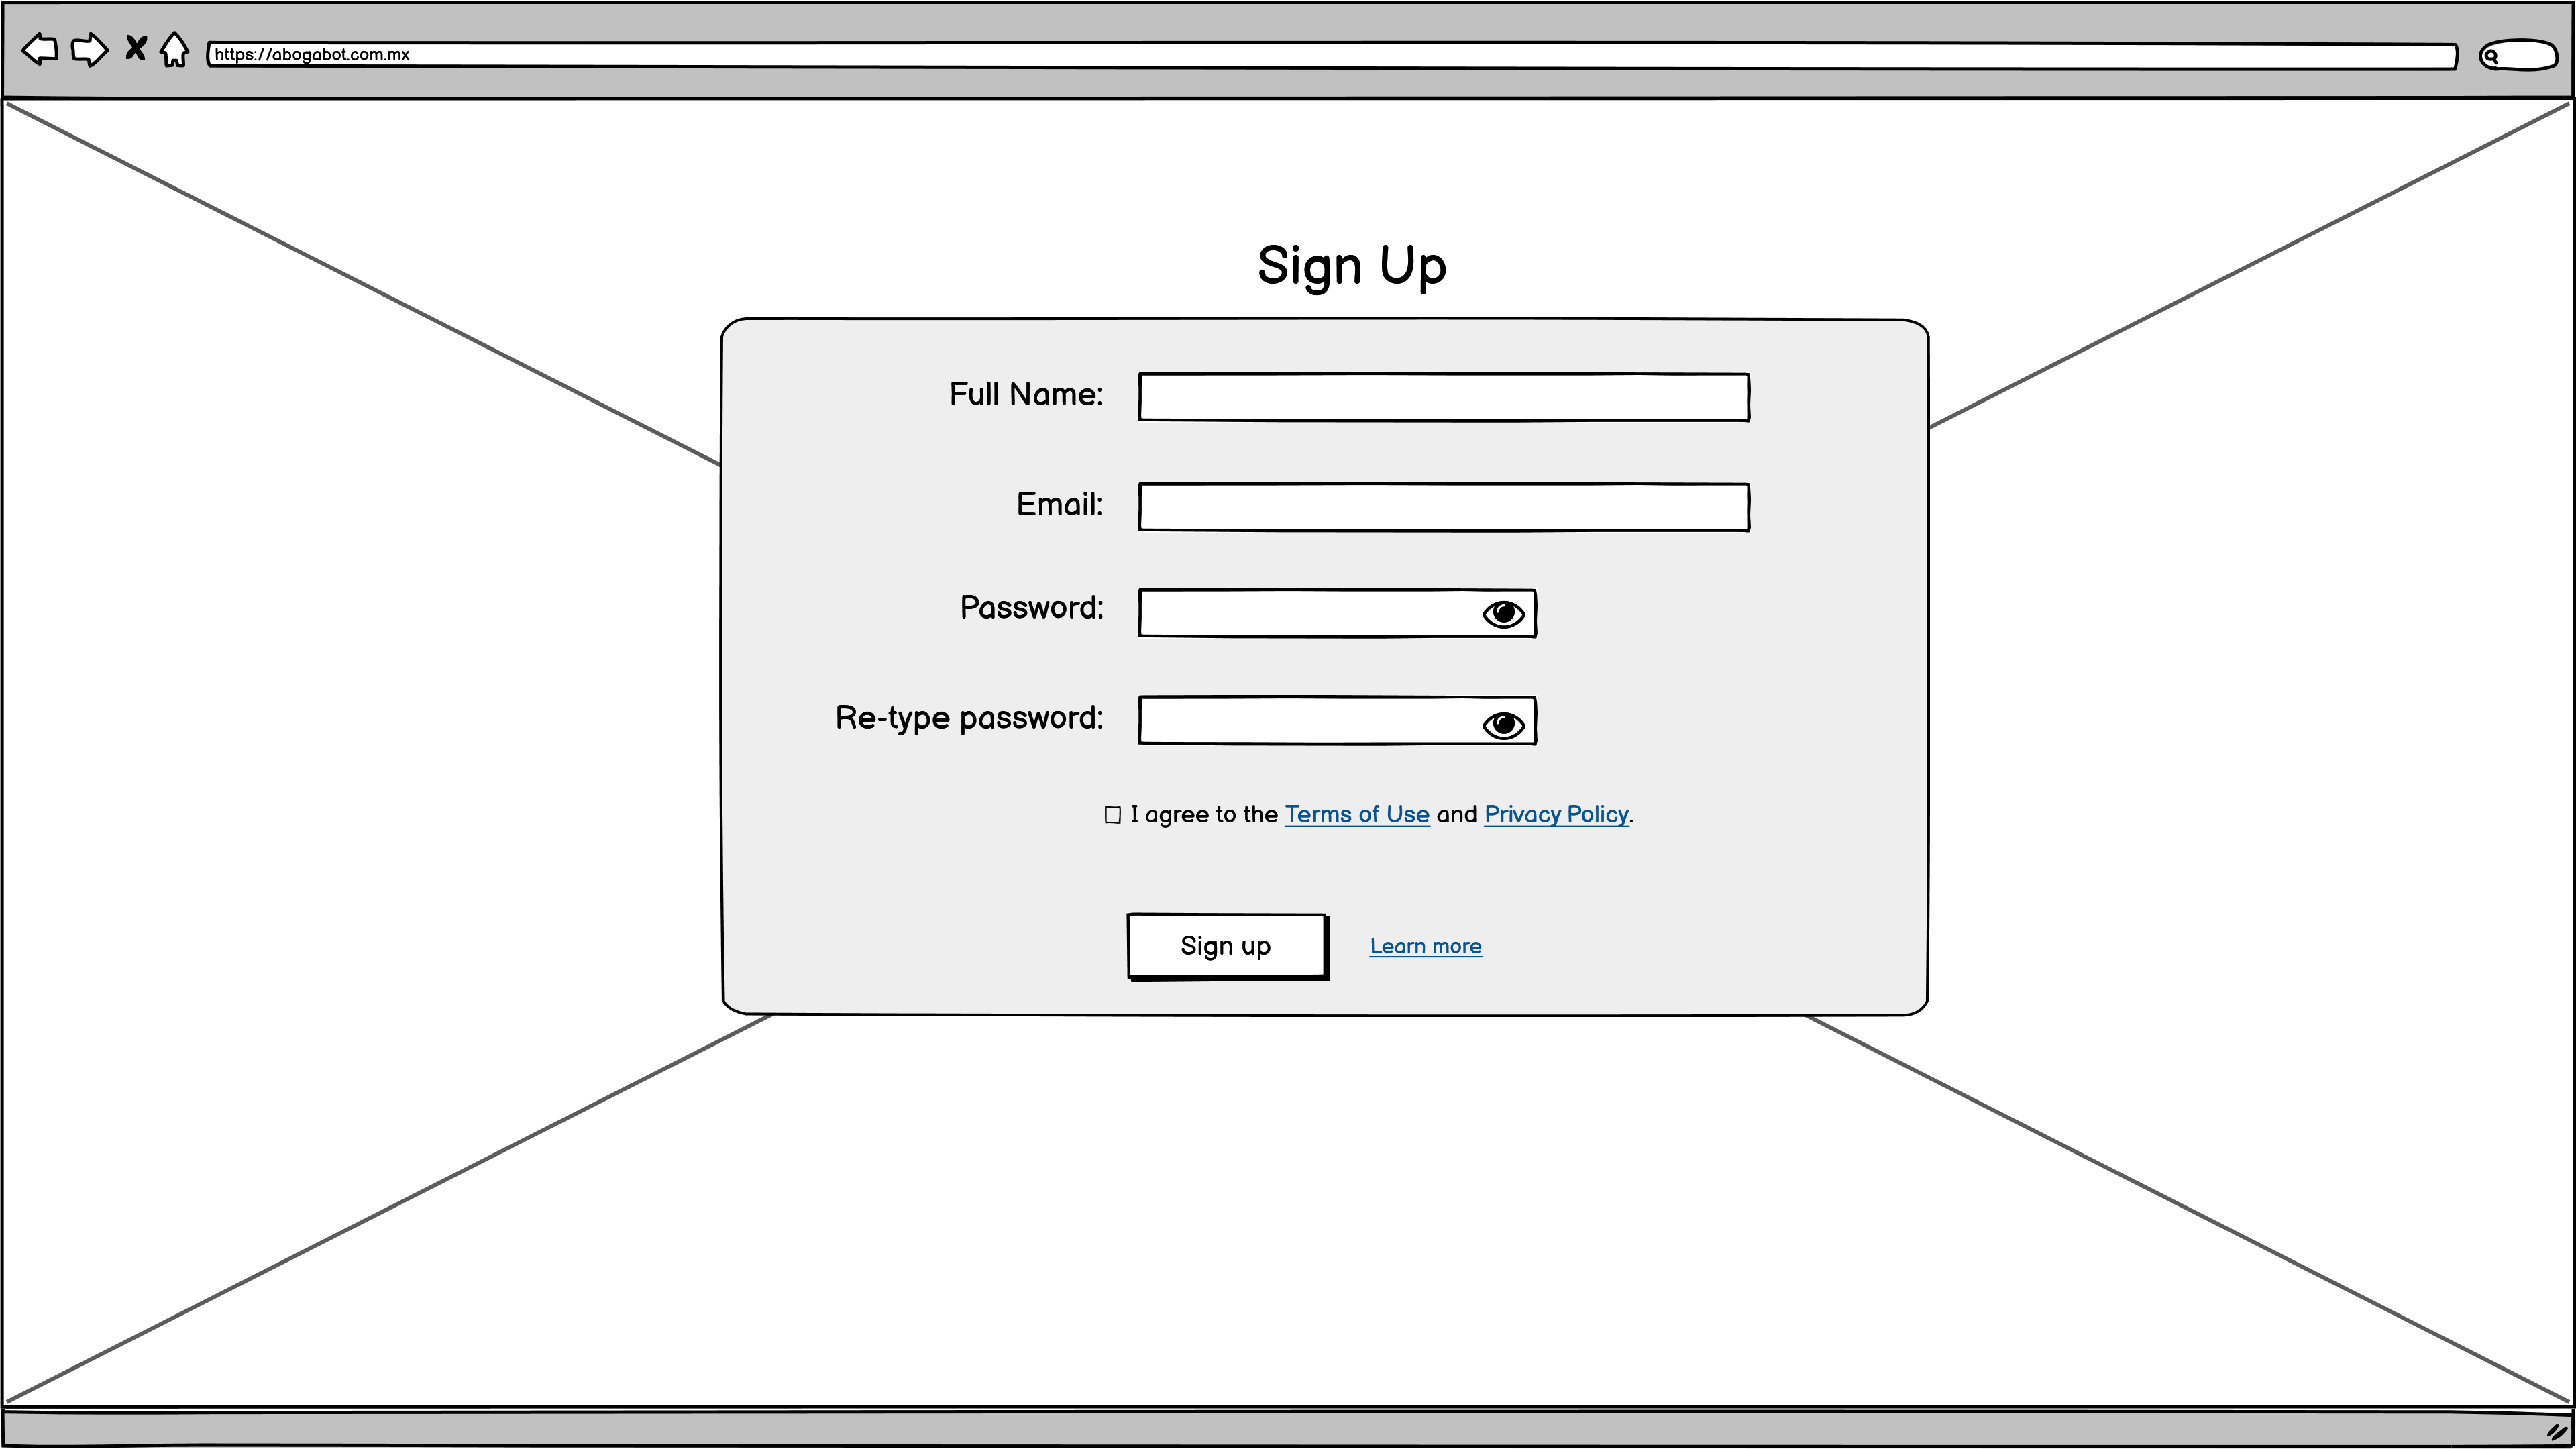 https://abogabot.com.mx
Sign Up
Full Name:
Email:
Password:
Re-type password:
I agree to the Terms of Use and Privacy Policy.
Sign up
Learn more